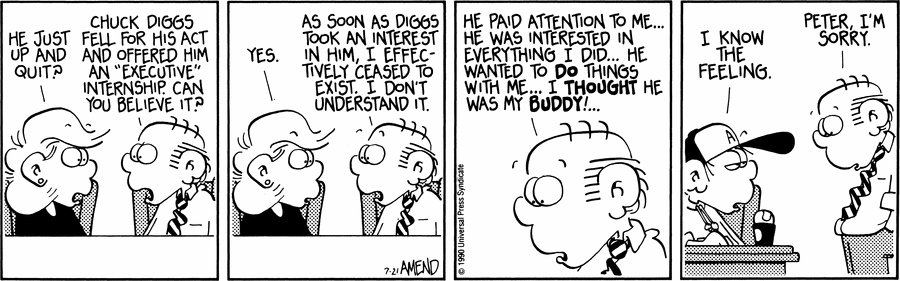 HE JUST
UP AND
QUIT?
CHUCK DIGGS
FELL FOR HIS ACT
AND OFFERED HIM
AN "EXECUTIVE"
INTERNSHIP. CAN
YOU BELIEVE IT?
YES.
AS SOON AS DIGGS
TOOK AN INTEREST
IN HIM, I EFFEC-
TIVELY CEASED TO
EXIST. I DON'T
UNDERSTAND IT.
7-21 AMEND
HE PAID ATTENTION TO ME...
HE WAS INTERESTED IN
EVERYTHING I DID... HE
WANTED TO DO THINGS
WITH ME... I THOUGHT HE
WAS MY BUDDY!...
© 1990 Universal Press Syndicate
I KNOW
THE
FEELING.
A
PETER, I'M
SORRY.